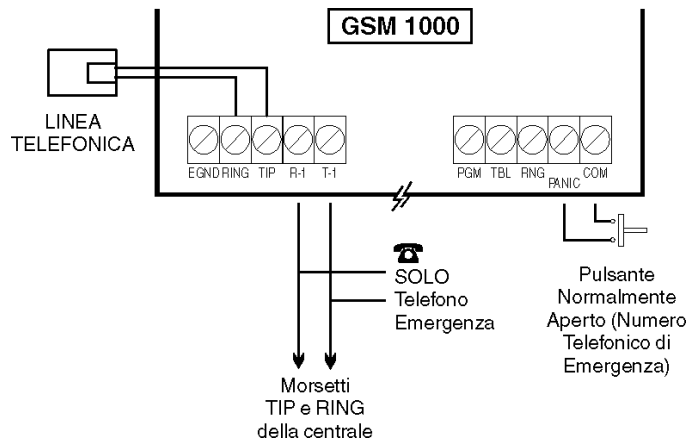 GSM 1000
LINEA
TELEFONICA
EGND RING TIP R-1 T-1
PGM TBL RNG PANIC COM
SOLO
Telefono
Emergenza
Pulsante
Normalmente
Aperto (Numero
Telefonico di
Emergenza)
Morsetti
TIP e RING
della centrale